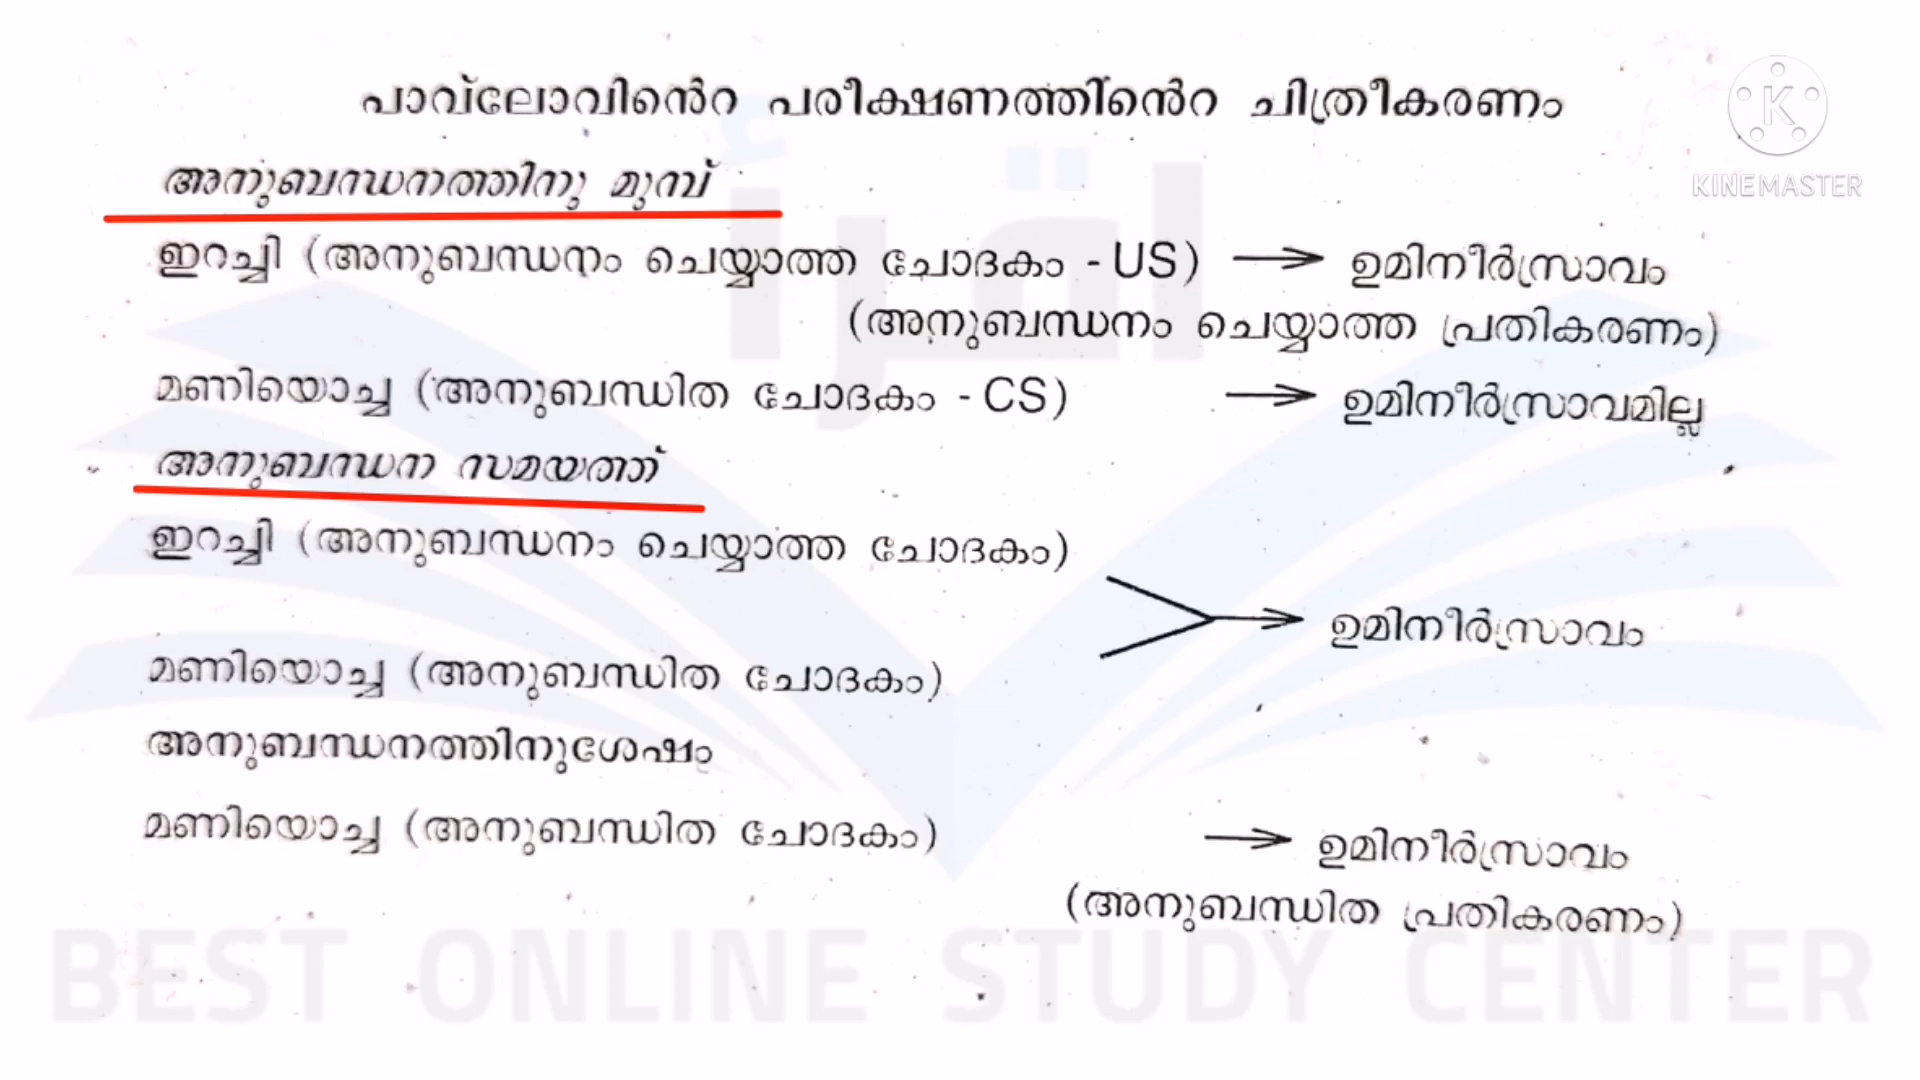 പാവ്‌ലോവിൻെറ പരീക്ഷണത്തിൻെറ ചിത്രീകരണം
KINEMASTER
അനുബന്ധനത്തിനു മുമ്പ്
ഇറച്ചി (അനുബന്ധനം ചെയ്യാത്ത ചോദകം - US) → ഉമിനീർസ്രാവം
(അനുബന്ധനം ചെയ്യാത്ത പ്രതികരണം)
മണിയൊച്ച (അനുബന്ധിത ചോദകം - CS) → ഉമിനീർസ്രാവമില്ല
അനുബന്ധന സമയത്ത്
ഇറച്ചി (അനുബന്ധനം ചെയ്യാത്ത ചോദകം)
→ ഉമിനീർസ്രാവം
മണിയൊച്ച (അനുബന്ധിത ചോദകം)
അനുബന്ധനത്തിനുശേഷം
മണിയൊച്ച (അനുബന്ധിത ചോദകം) → ഉമിനീർസ്രാവം
(അനുബന്ധിത പ്രതികരണം)
BEST ONLINE STUDY CENTER